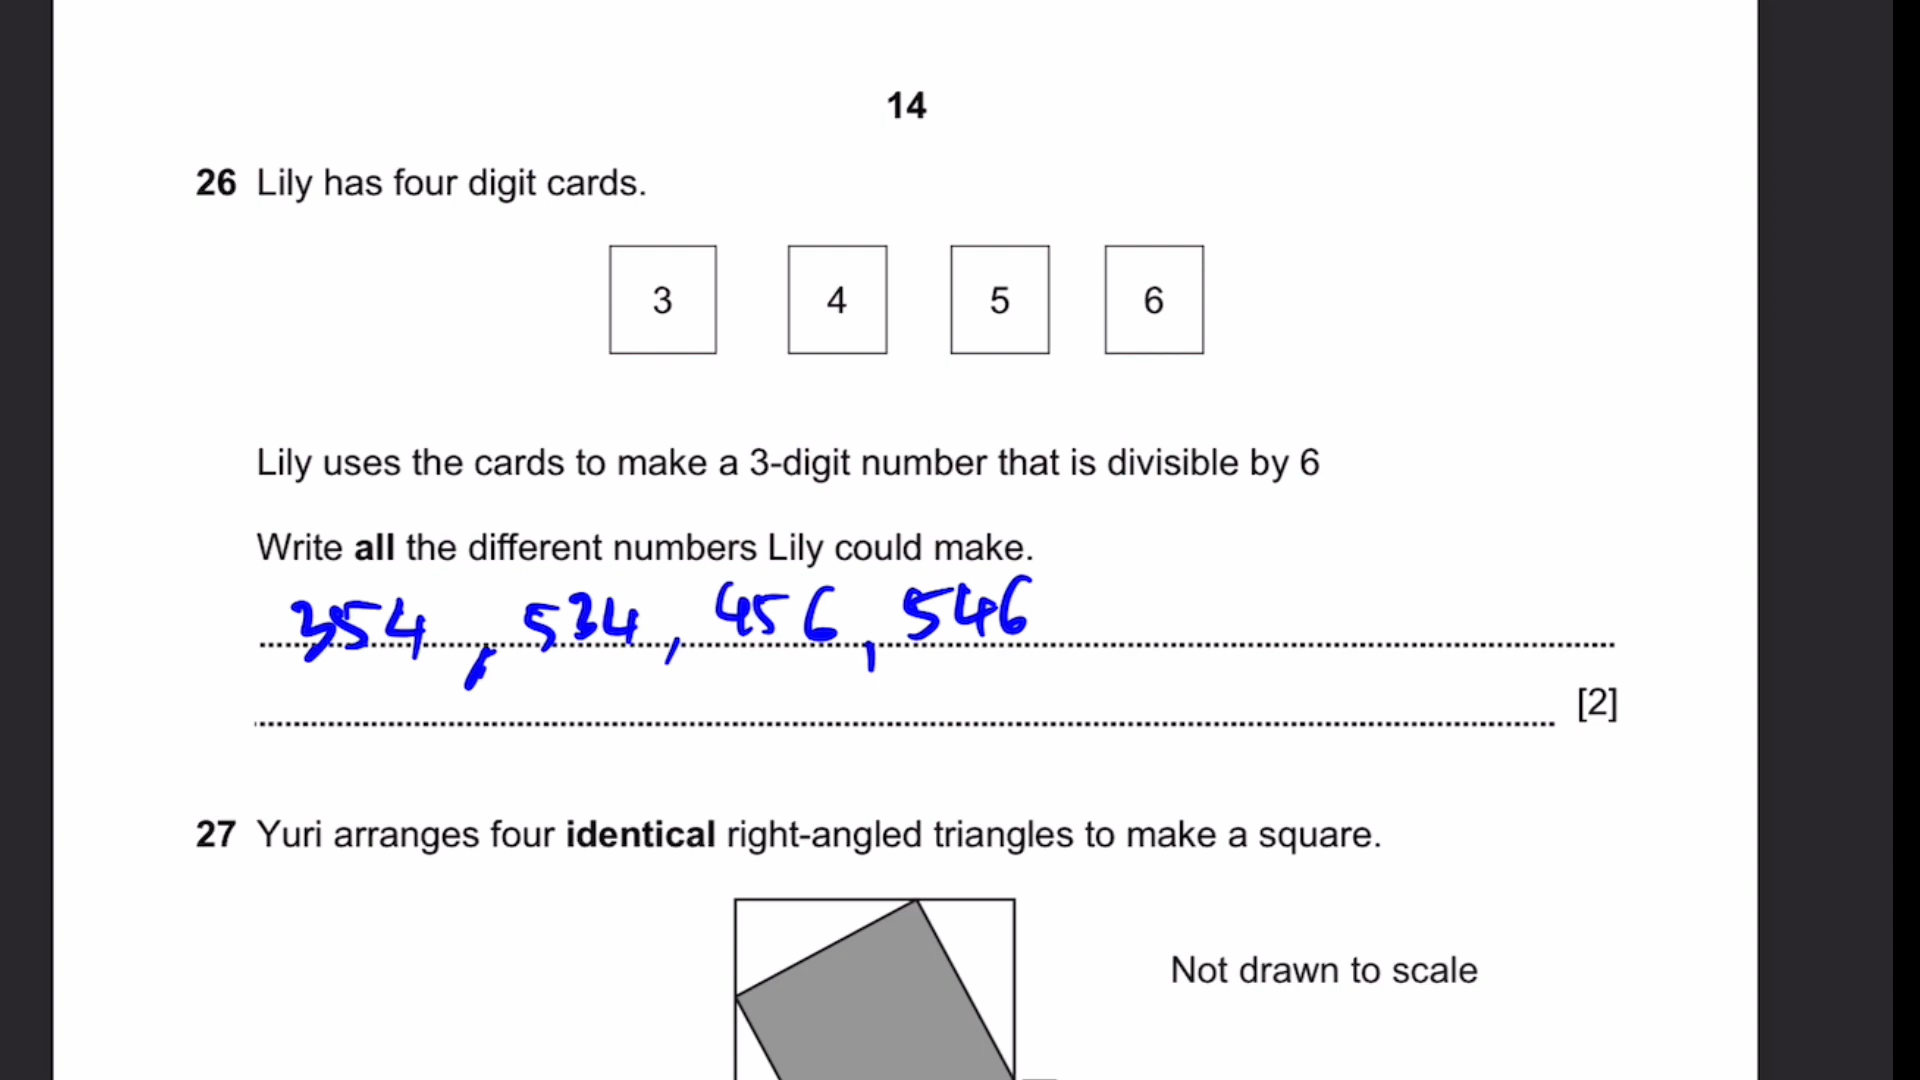 14
26 Lily has four digit cards.
3 4 5 6
Lily uses the cards to make a 3-digit number that is divisible by 6
Write all the different numbers Lily could make.
354, 534, 456, 546
[2]
27 Yuri arranges four identical right-angled triangles to make a square.
Not drawn to scale